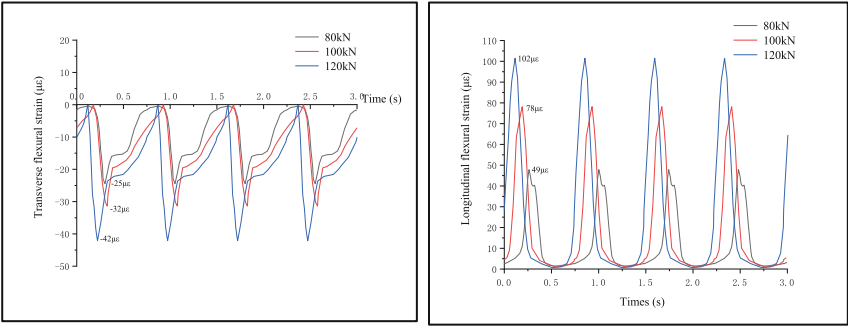 80kN
100kN
120kN
Transverse flexural strain (με)
20
10
0
-10
-20
-30
-40
-50
0.0
0.5
1.0
1.5
2.0
2.5
3.0
Time (s)
-25με
-32με
-42με
80kN
100kN
120kN
Longitudinal flexural strain (με)
110
100
90
80
70
60
50
40
30
20
10
0
102με
78με
49με
0.0
0.5
1.0
1.5
2.0
2.5
3.0
Times (s)